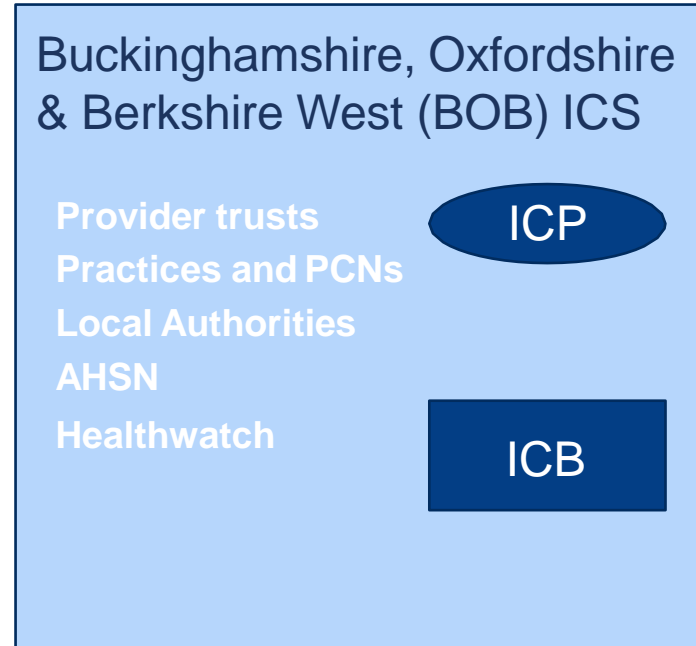 Buckinghamshire, Oxfordshire
& Berkshire West (BOB) ICS
Provider trusts
ICP
Practices and PCNs
Local Authorities
AHSN
Healthwatch
ICB